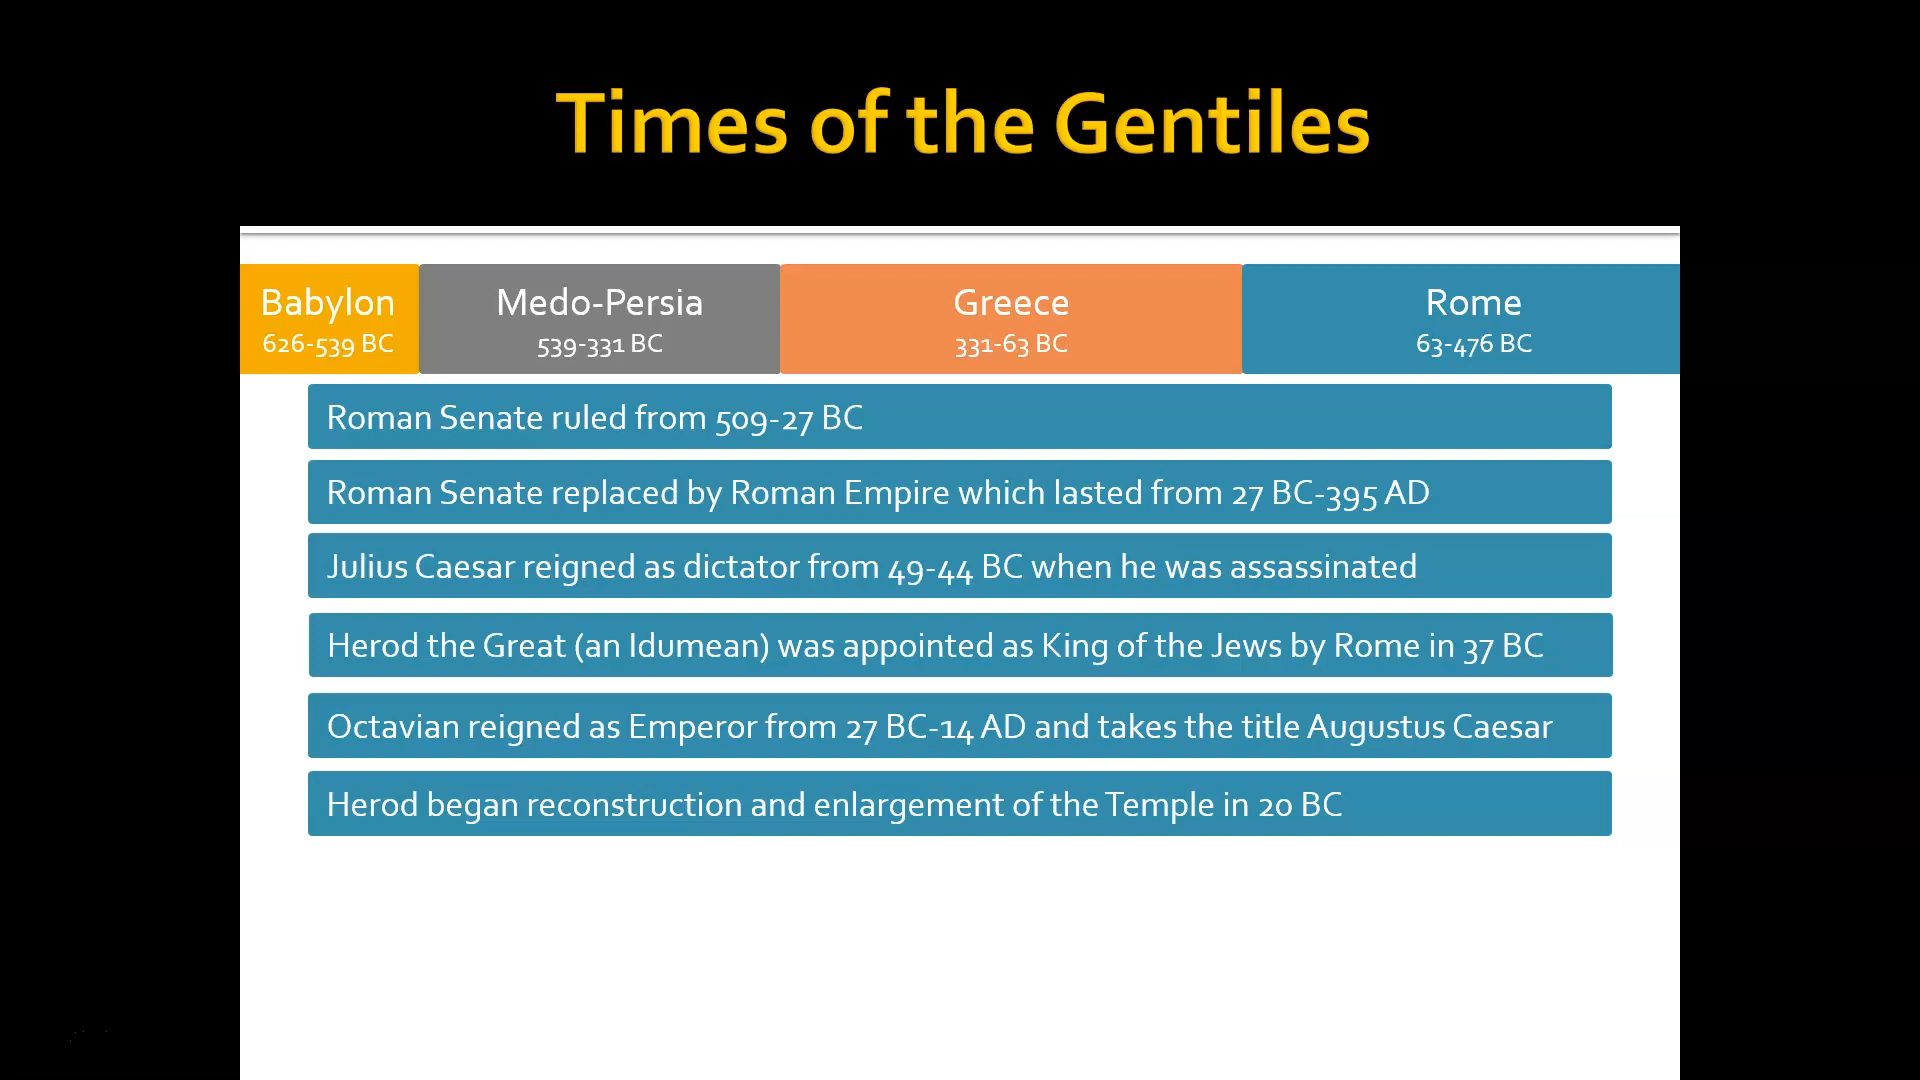 Times of the Gentiles
Babylon
626-539 BC
Medo-Persia
539-331 BC
Greece
331-63 BC
Rome
63-476 BC
Roman Senate ruled from 509-27 BC
Roman Senate replaced by Roman Empire which lasted from 27 BC-395 AD
Julius Caesar reigned as dictator from 49-44 BC when he was assassinated
Herod the Great (an Idumean) was appointed as King of the Jews by Rome in 37 BC
Octavian reigned as Emperor from 27 BC-14 AD and takes the title Augustus Caesar
Herod began reconstruction and enlargement of the Temple in 20 BC